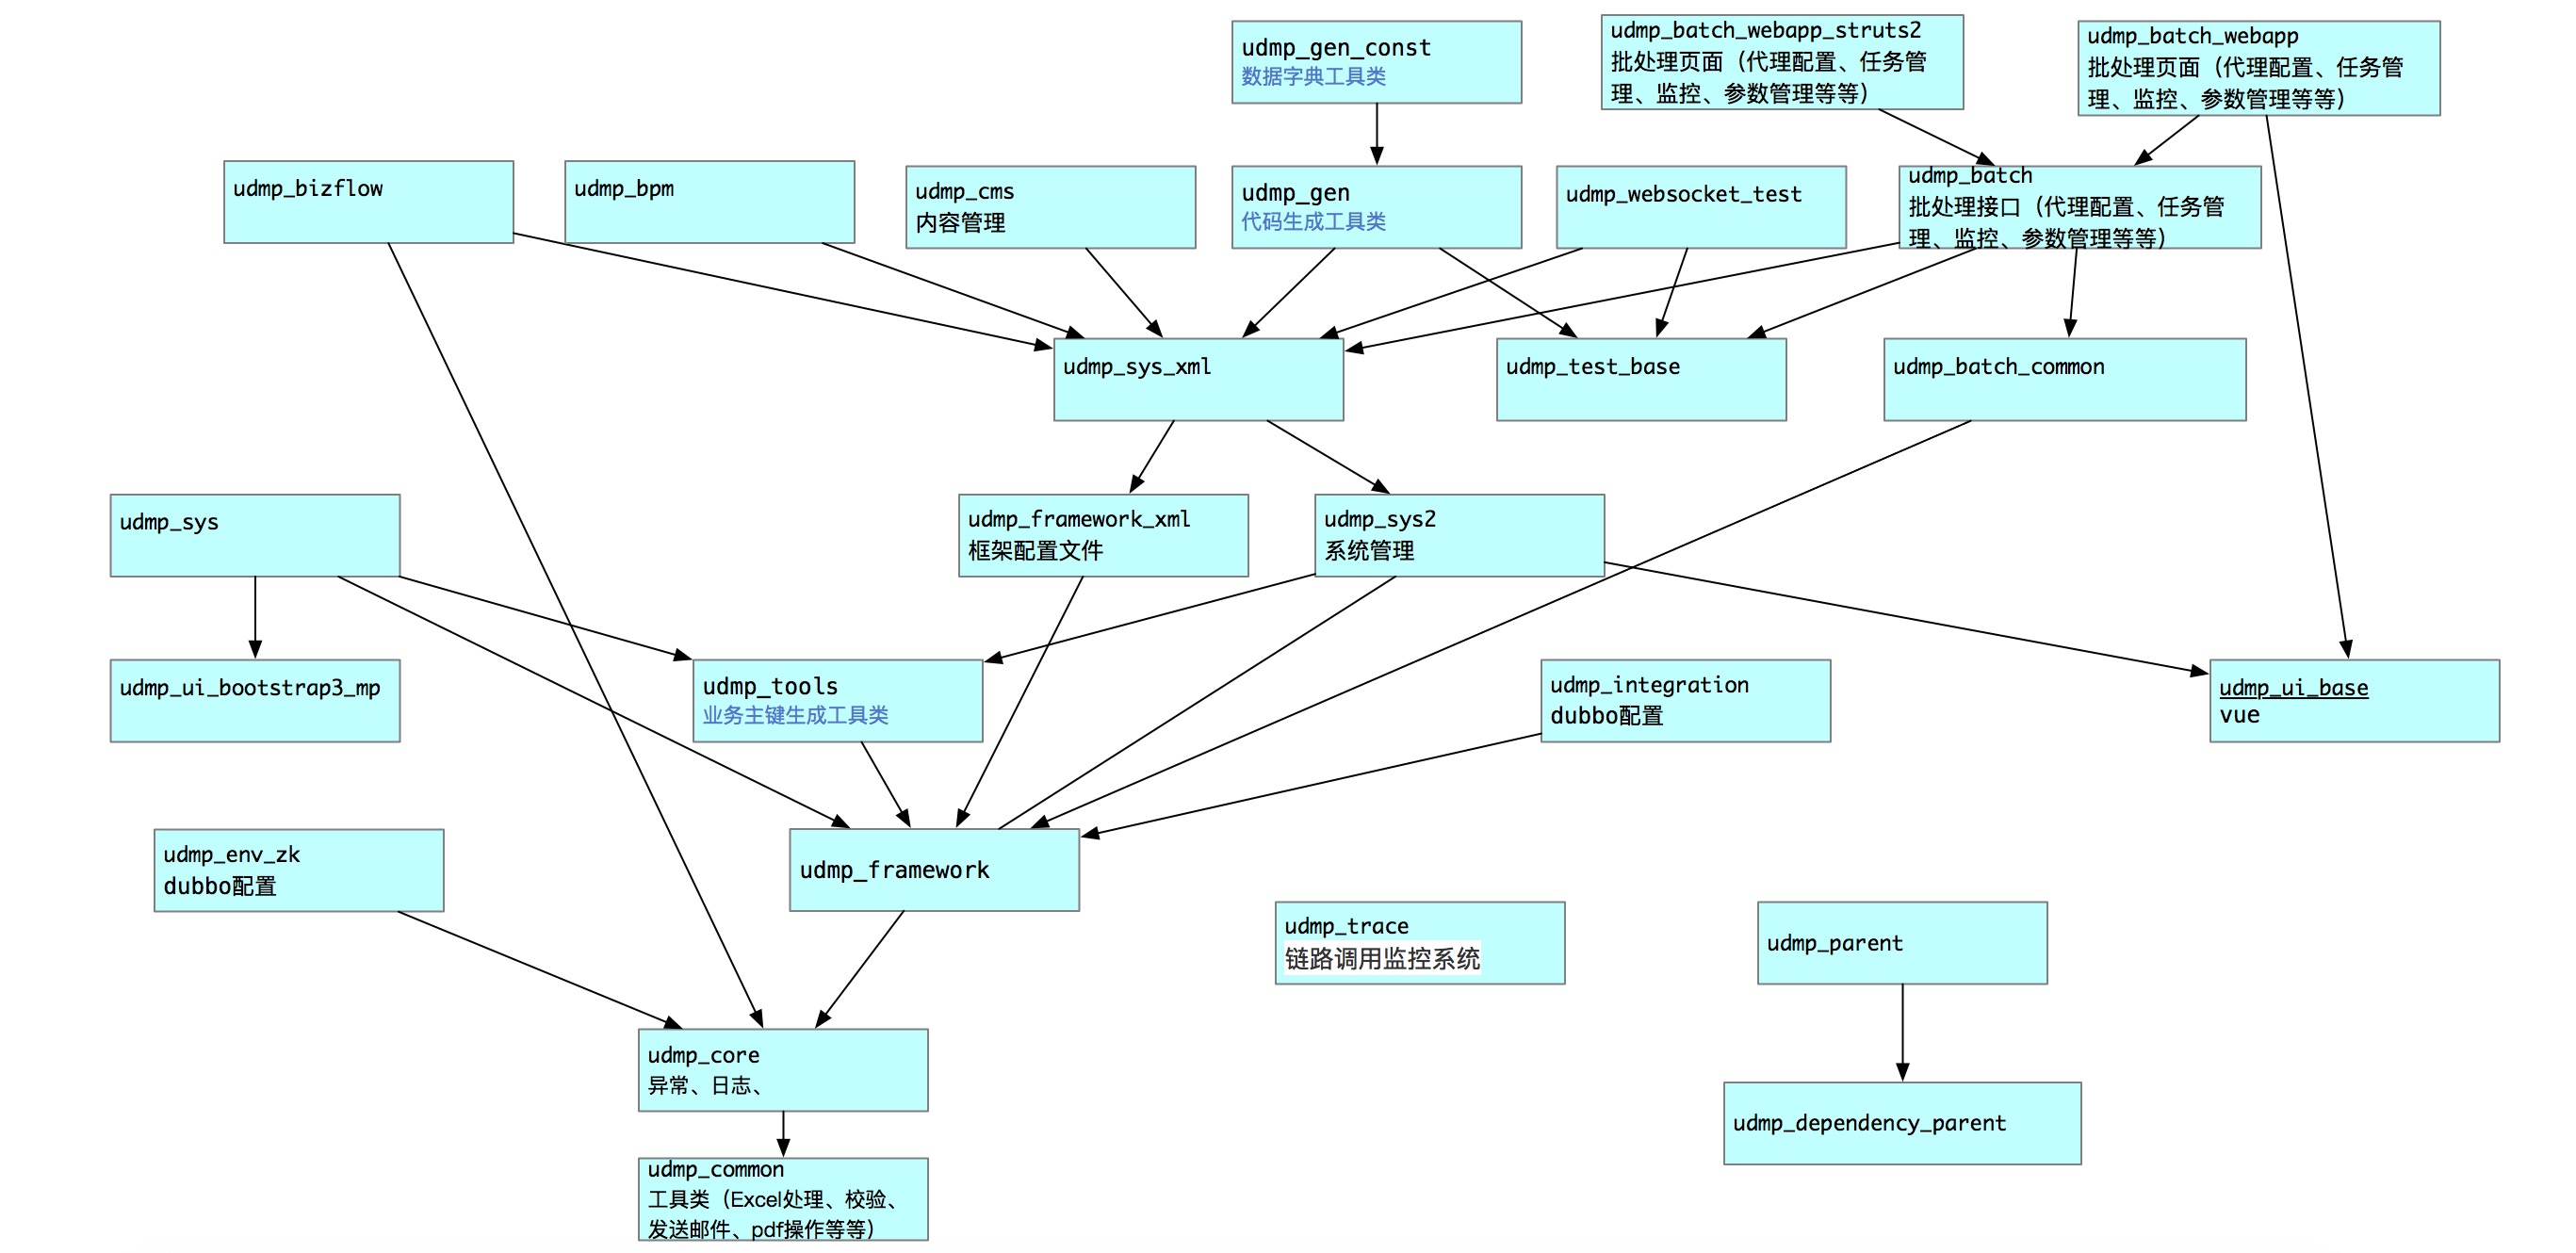 udmp_gen_const
数据字典工具类
udmp_batch_webapp_struts2
批处理页面（代理配置、任务管
理、监控、参数管理等等）
udmp_batch_webapp
批处理页面（代理配置、任务管
理、监控、参数管理等等）
udmp_bizflow
udmp_bpm
udmp_cms
内容管理
udmp_gen
代码生成工具类
udmp_websocket_test
udmp_batch
批处理接口（代理配置、任务管
理、监控、参数管理等等）
udmp_sys_xml
udmp_test_base
udmp_batch_common
udmp_sys
udmp_framework_xml
框架配置文件
udmp_sys2
系统管理
udmp_ui_bootstrap3_mp
udmp_tools
业务主键生成工具类
udmp_integration
dubbo配置
udmp_ui_base
vue
udmp_env_zk
dubbo配置
udmp_framework
udmp_trace
链路调用监控系统
udmp_parent
udmp_core
异常、日志、
udmp_dependency_parent
udmp_common
工具类（Excel处理、校验、
发送邮件、pdf操作等等）